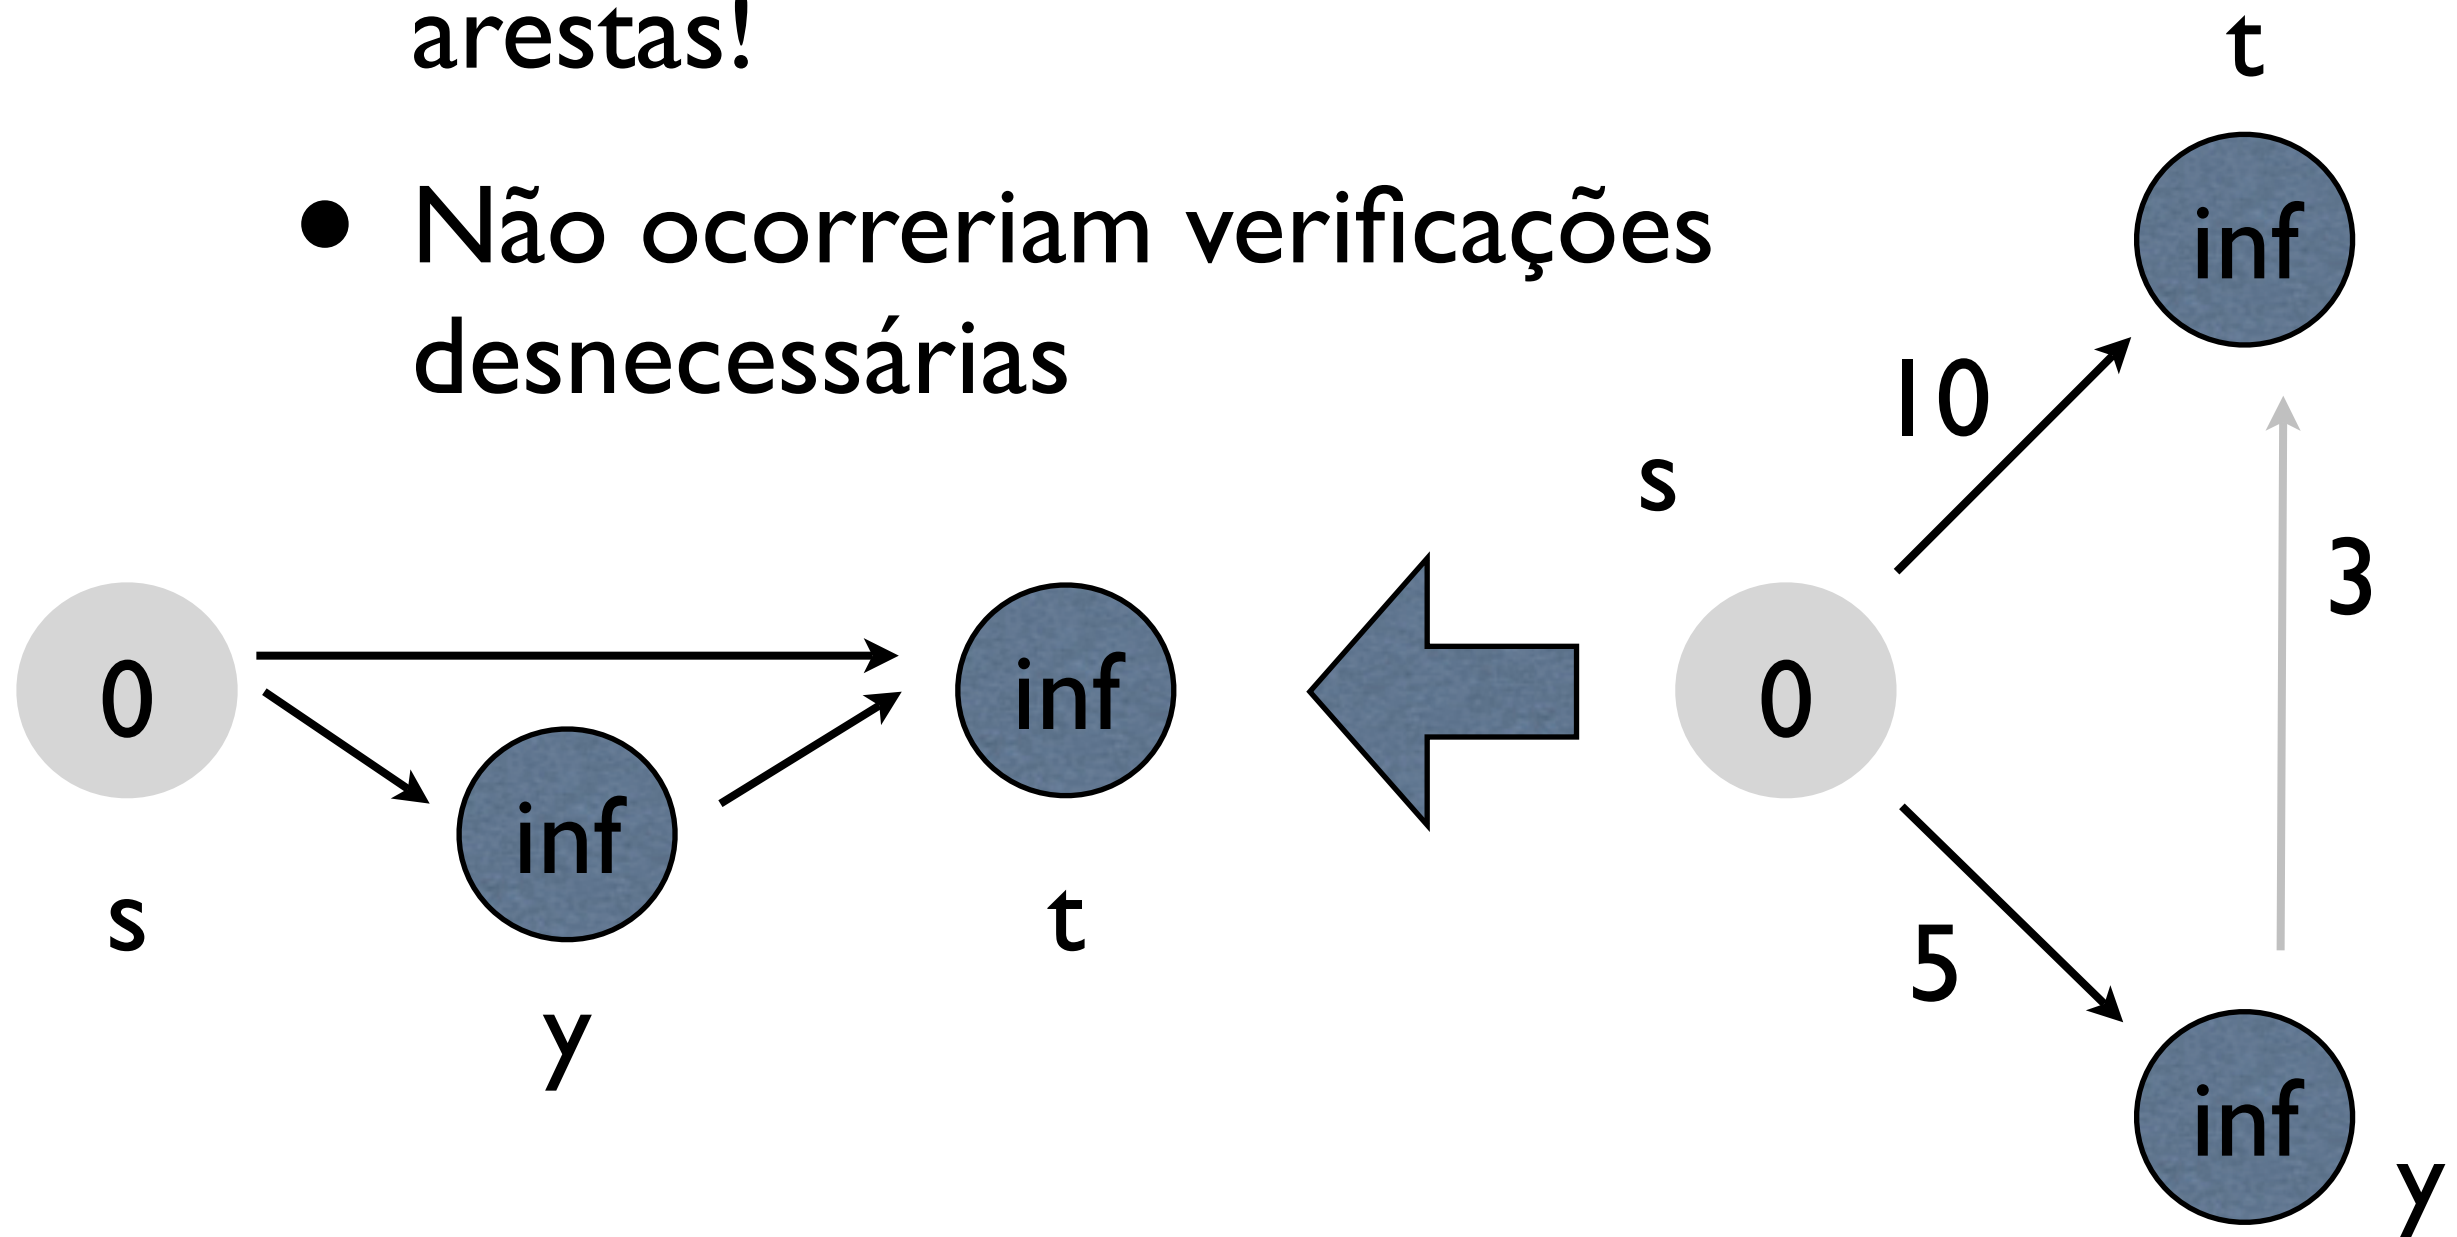 arestas!
• Não ocorreriam verificações
desnecessárias
t
inf
10
s
3
0
inf
inf
0
s
t
y
5
inf
y